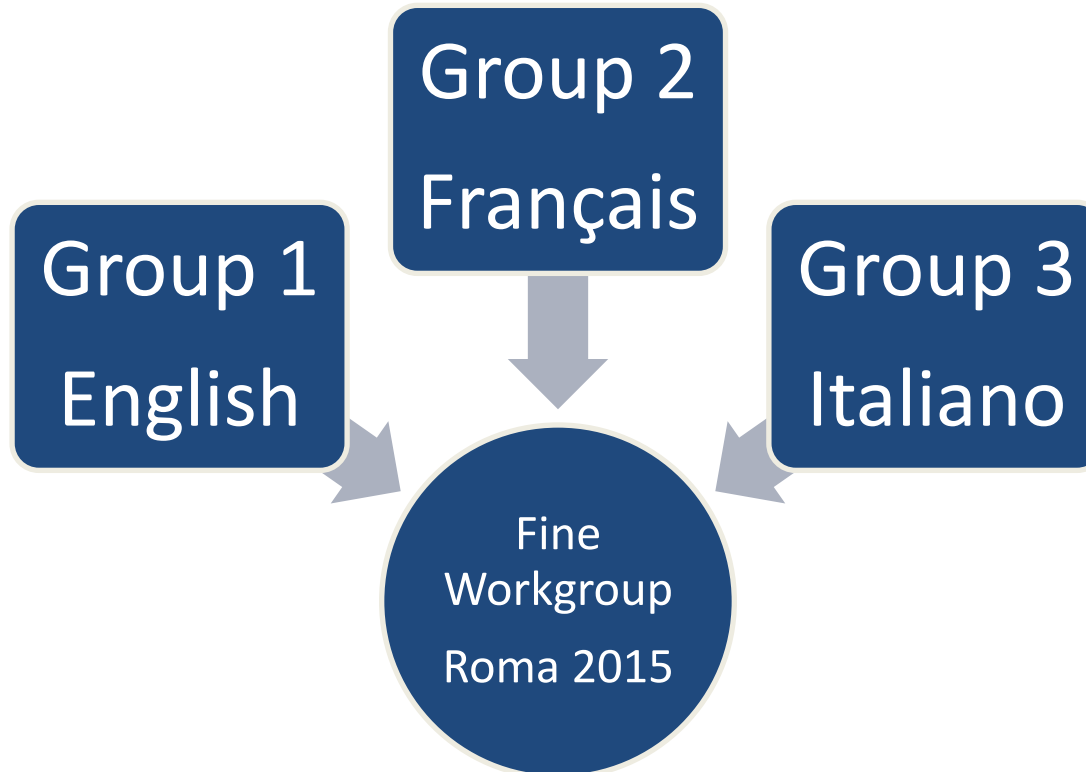 Group 1
English
Group 2
Français
Group 3
Italiano
Fine
Workgroup
Roma 2015